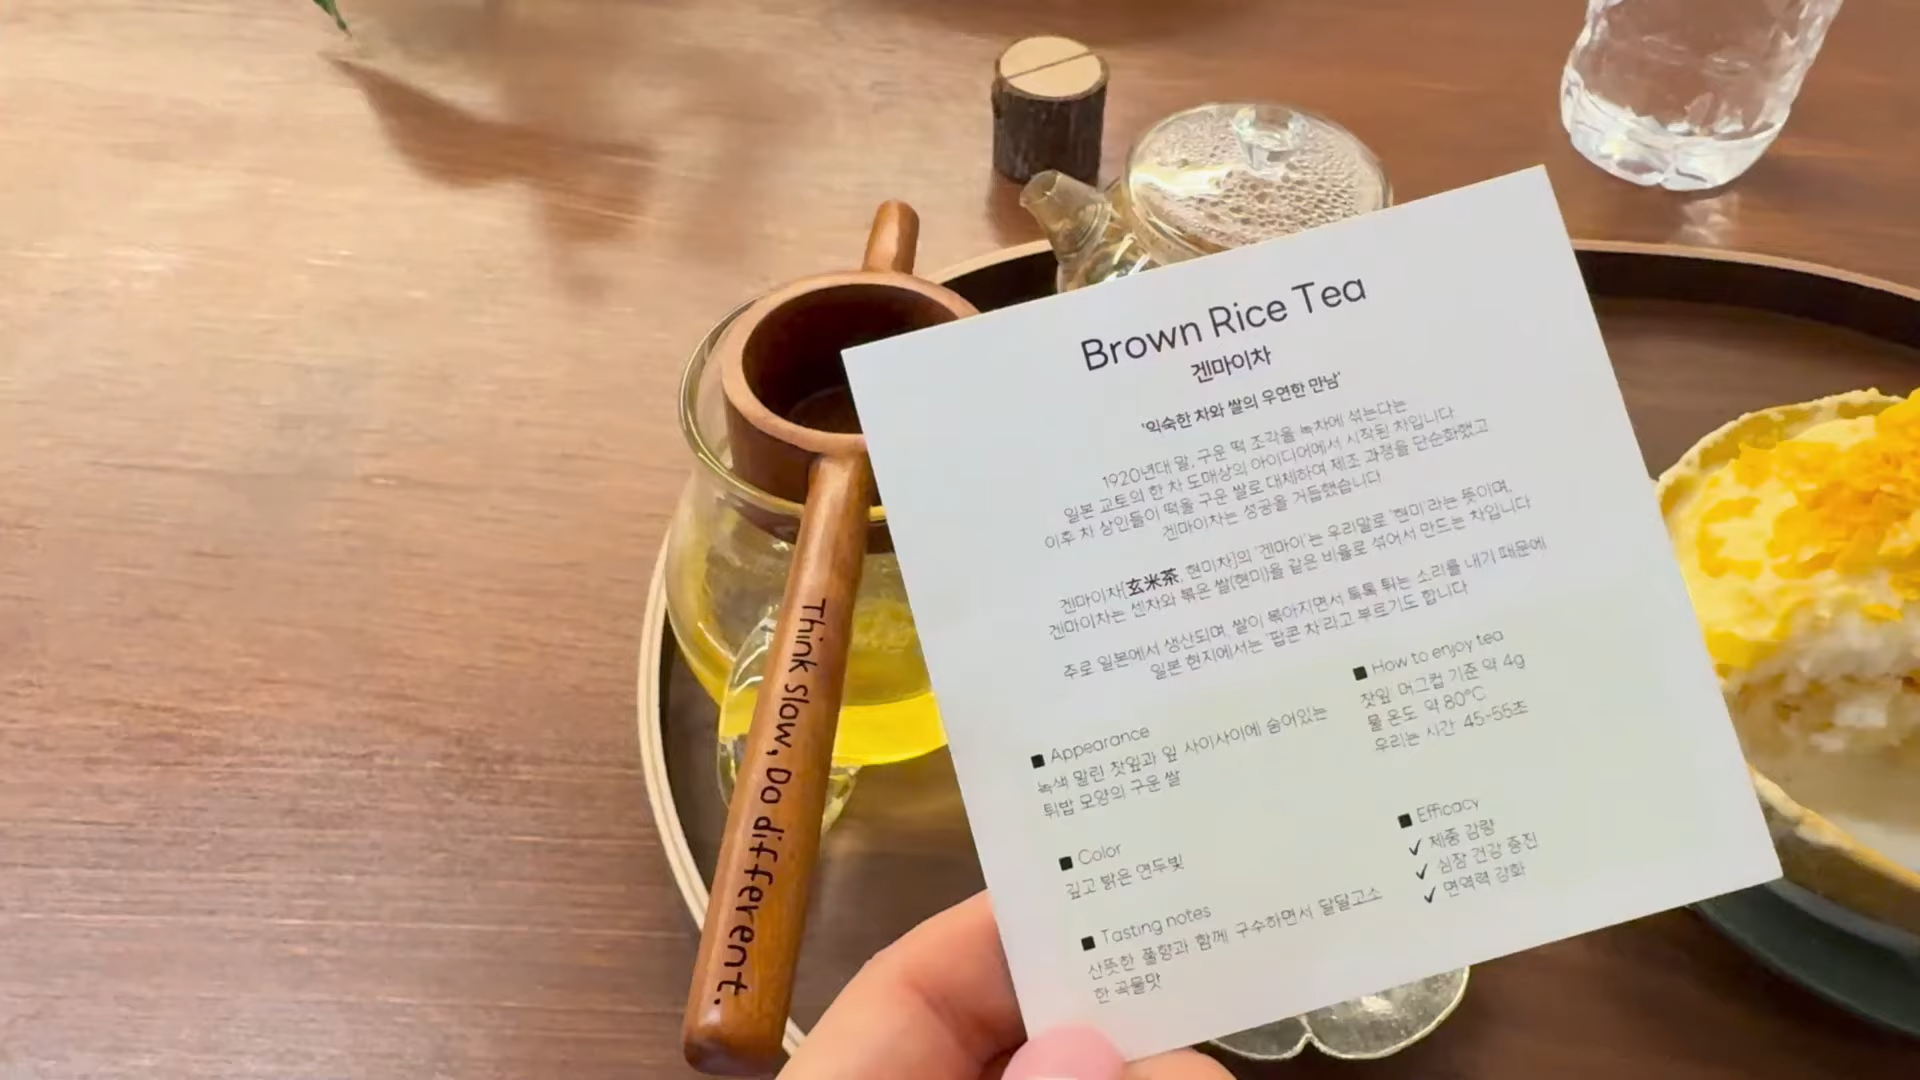 Brown Rice Tea
겐마이차
'익숙한 차와 쌀의 우연한 만남'
1920년대 말, 구운 떡 조각을 녹차에 섞는다는
일본 교토의 한 차 도매상의 아이디어에서 시작된 차입니다
이후 차 상인들이 떡을 구운 쌀로 대체하여 제조 과정을 단순화했고
겐마이차는 성공을 거듭했습니다
겐마이차[玄米茶, 현미차]의 '겐마이'는 우리말로 '현미'라는 뜻이며,
겐마이차는 센차와 볶은 쌀(현미)을 같은 비율로 섞어서 만드는 차입니다
주로 일본에서 생산되며, 쌀이 볶아지면서 톡톡 튀는 소리를 내기 때문에
일본 현지에서는 '팝콘 차'라고 부르기도 합니다
■ Appearance
녹색 말린 찻잎과 잎 사이사이에 숨어있는
튀밥 모양의 구운 쌀
■ Color
깊고 밝은 연두빛
■ Tasting notes
산뜻한 풀향과 함께 구수하면서 달달고소
한 곡물맛
■ How to enjoy tea
찻잎 머그컵 기준 약 4g
물 온도 약 80°C
우리는 시간 45-55초
■ Efficacy
✓ 체중 감량
✓ 심장 건강 증진
✓ 면역력 강화
Think slow, Do different.